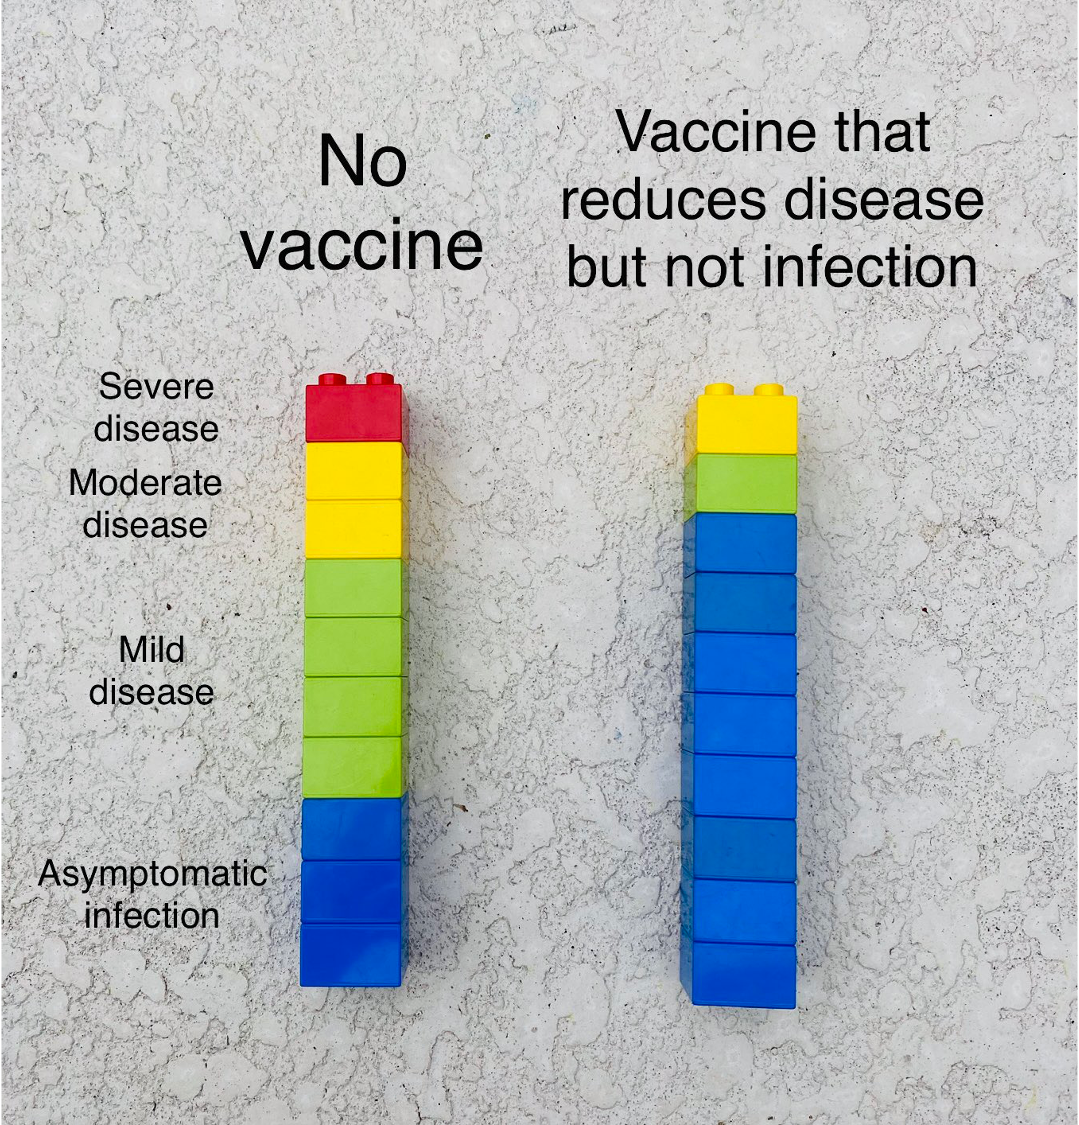 No
vaccine
Vaccine that
reduces disease
but not infection
Severe
disease
Moderate
disease
Mild
disease
Asymptomatic
infection